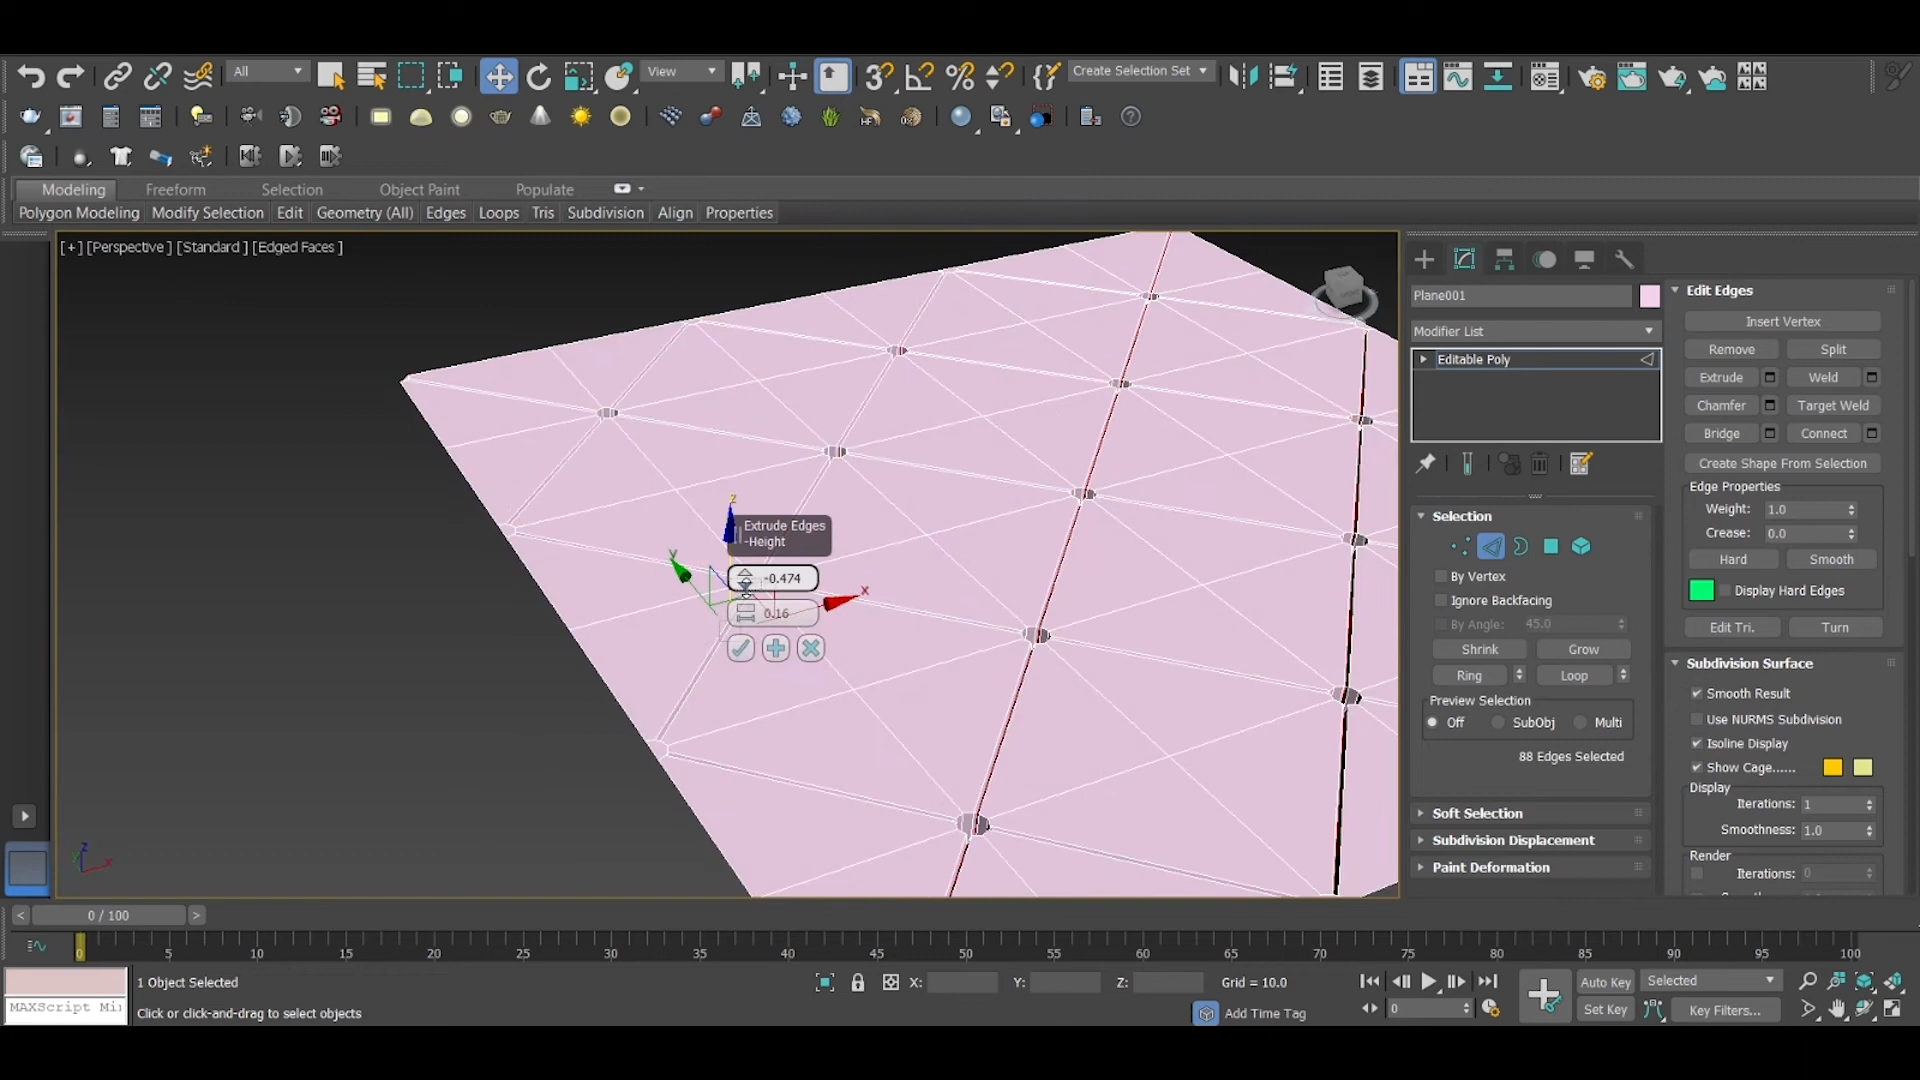 All
View
Create Selection Set
Modeling
Freeform
Selection
Object Paint
Populate
Polygon Modeling
Modify Selection
Edit
Geometry (All)
Edges
Loops
Tris
Subdivision
Align
Properties
[+] [Perspective ] [Standard ] [Edged Faces ]
Extrude Edges
-Height
-0.474
0.16
z
y
x
Plane001
Modifier List
Editable Poly
Selection
By Vertex
Ignore Backfacing
By Angle: 45.0
Shrink Grow
Ring Loop
Preview Selection
Off SubObj Multi
88 Edges Selected
Soft Selection
Subdivision Displacement
Paint Deformation
Edit Edges
Insert Vertex
Remove Split
Extrude Weld
Chamfer Target Weld
Bridge Connect
Create Shape From Selection
Edge Properties
Weight: 1.0
Crease: 0.0
Hard Smooth
Display Hard Edges
Edit Tri. Turn
Subdivision Surface
Smooth Result
Use NURMS Subdivision
Isoline Display
Show Cage......
Display
Iterations: 1
Smoothness: 1.0
Render
Iterations: 0
< 0 / 100 >
0 5 10 15 20 25 30 35 40 45 50 55 60 65 70 75 80 85 90 95 100
1 Object Selected
MAXScript Mi
Click or click-and-drag to select objects
X: Y: Z: Grid = 10.0
Add Time Tag
0
Auto Key Selected
Set Key Key Filters...